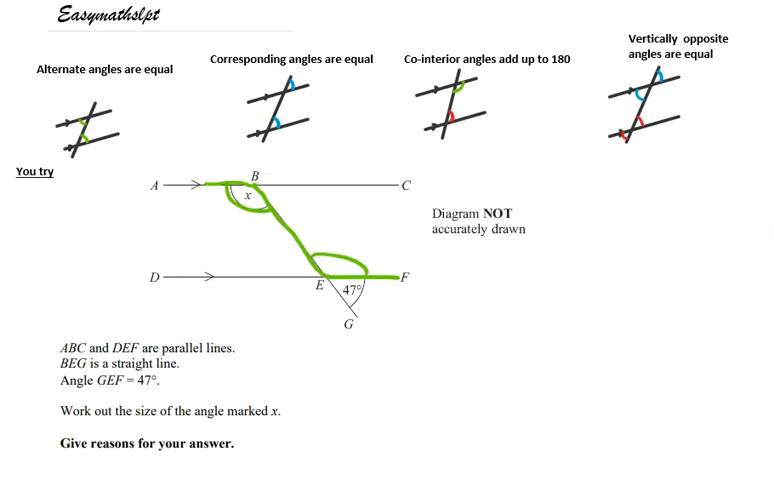 Easymathslpt
Vertically opposite
angles are equal
Corresponding angles are equal
Co-interior angles add up to 180
Alternate angles are equal
You try
A
B
C
x
Diagram NOT
accurately drawn
D
E
47°
F
G
ABC and DEF are parallel lines.
BEG is a straight line.
Angle GEF = 47°.
Work out the size of the angle marked x.
Give reasons for your answer.